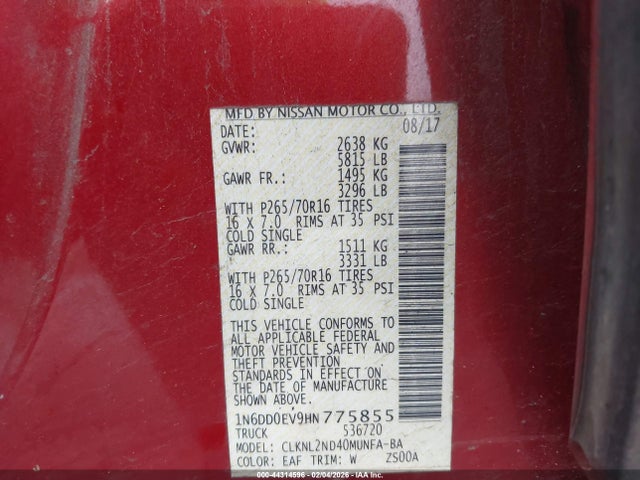 MFD BY NISSAN MOTOR CO., LTD.
DATE: 08/17
GVWR: 2638 KG
5815 LB
GAWR FR.: 1495 KG
3296 LB
WITH P265/70R16 TIRES
16 X 7.0 RIMS AT 35 PSI
COLD SINGLE
GAWR RR.: 1511 KG
3331 LB
WITH P265/70R16 TIRES
16 X 7.0 RIMS AT 35 PSI
COLD SINGLE
THIS VEHICLE CONFORMS TO
ALL APPLICABLE FEDERAL
MOTOR VEHICLE SAFETY AND
THEFT PREVENTION
STANDARDS IN EFFECT ON
THE DATE OF MANUFACTURE
SHOWN ABOVE.
1N6DD0EV9HN775855
TRUCK 536720
MODEL: CLKNL2ND40MUNFA-BA
COLOR: EAF TRIM: W ZS00A
© 44314596 - 02/04/2026 - IAA Inc.